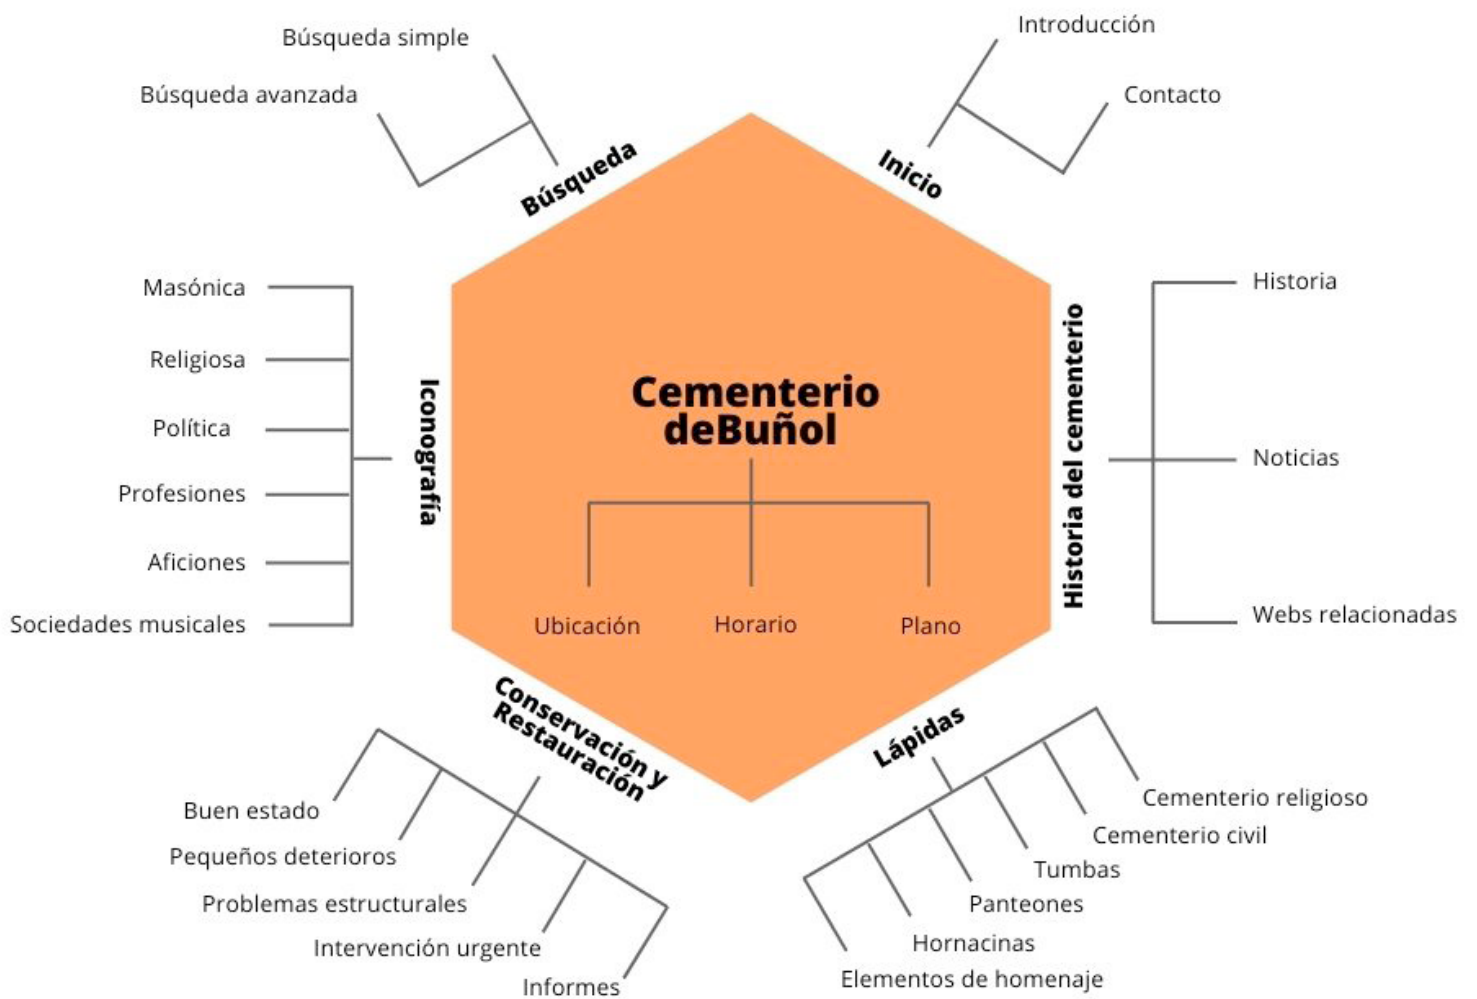 Búsqueda simple
Búsqueda avanzada
Búsqueda
Introducción
Contacto
Inicio
Masónica
Religiosa
Política
Profesiones
Aficiones
Sociedades musicales
Iconografía
Cementerio
deBuñol
Ubicación
Horario
Plano
Historia del cementerio
Historia
Noticias
Webs relacionadas
Conservación y
Restauración
Buen estado
Pequeños deterioros
Problemas estructurales
Intervención urgente
Informes
Lápidas
Cementerio religioso
Cementerio civil
Tumbas
Panteones
Hornacinas
Elementos de homenaje